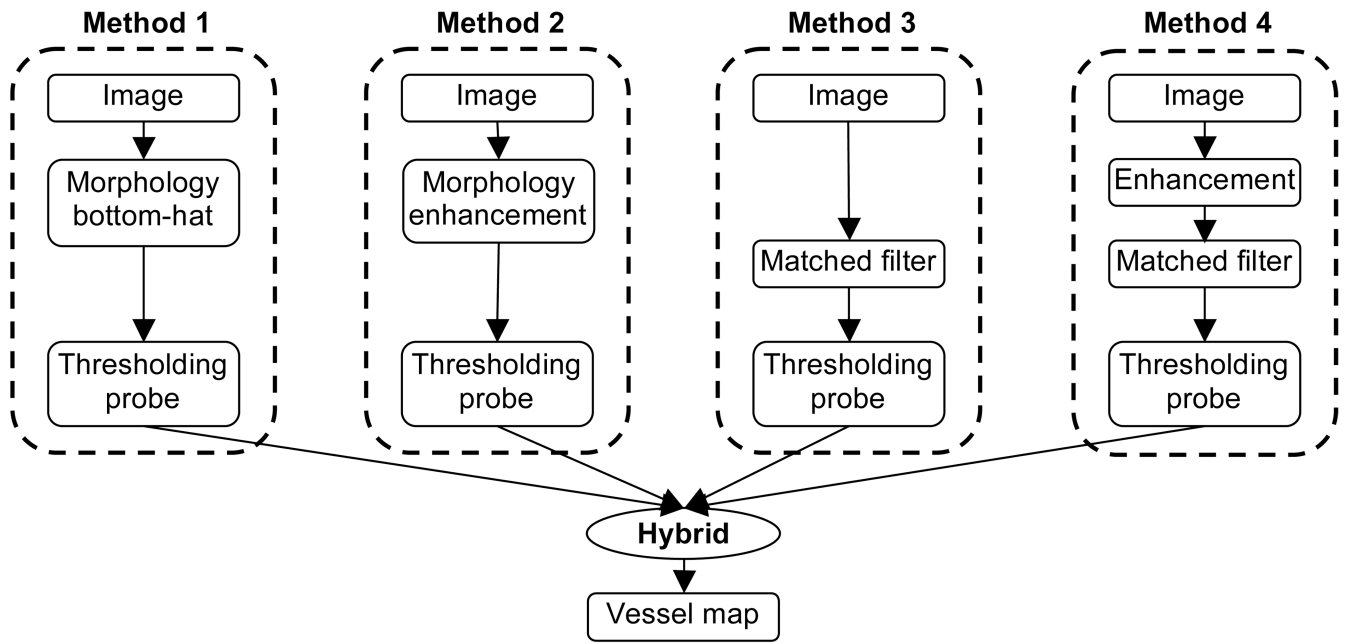 Method 1
Image
Morphology
bottom-hat
Thresholding
probe
Method 2
Image
Morphology
enhancement
Thresholding
probe
Method 3
Image
Matched filter
Thresholding
probe
Method 4
Image
Enhancement
Matched filter
Thresholding
probe
Hybrid
Vessel map